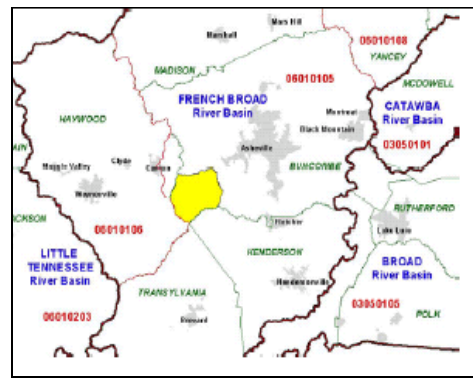 Mars Hill
Marshall
06010108
YANCEY
MADISON
06010105
MCDOWELL
FRENCH BROAD
River Basin
CATAWBA
River Basin
HAYWOOD
Montreat
Black Mountain
Asheville
03050101
Clyde
Canton
Maggie Valley
BUNCOMBE
Waynesville
RUTHERFORD
JACKSON
Fletcher
Lake Lure
06010106
LITTLE
TENNESSEE
River Basin
HENDERSON
BROAD
River Basin
TRANSYLVANIA
Hendersonville
06010203
Brevard
03050105
POLK